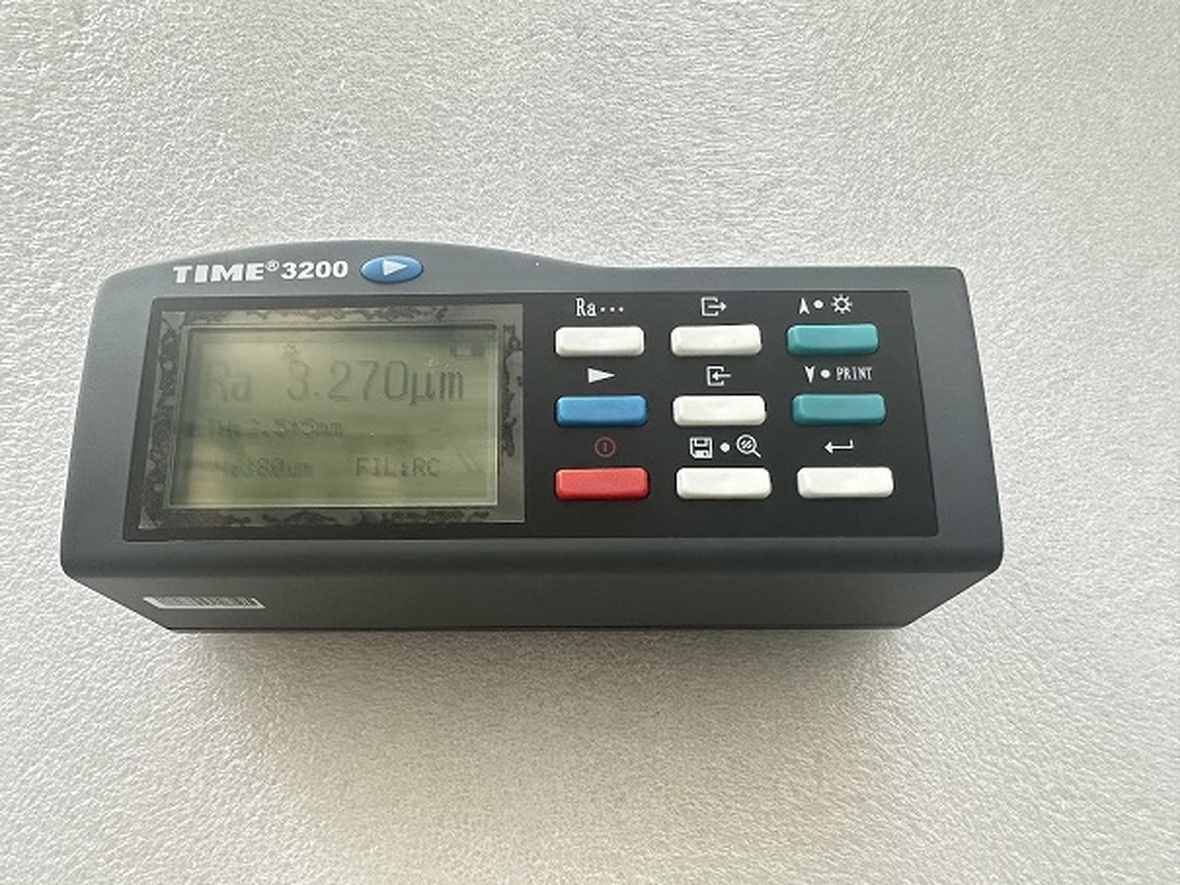 TIME®3200
Ra 3.270µm
FIL:RC
Ra···
PRINT